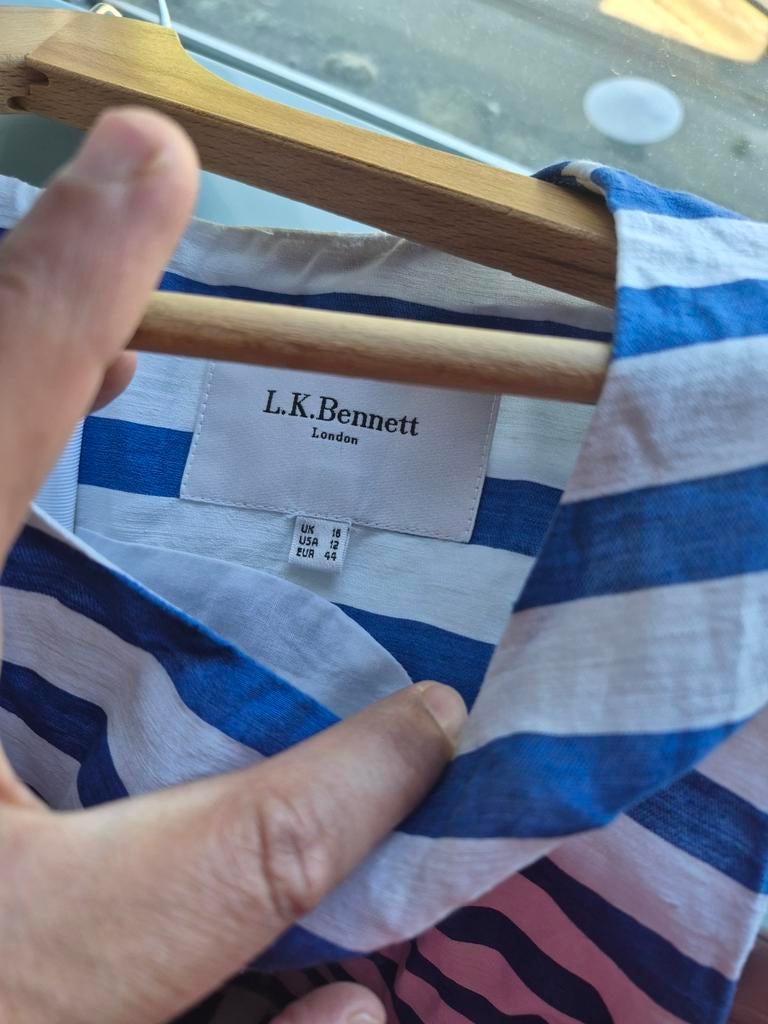 L.K.Bennett
London
UK 16
USA 12
EUR 44